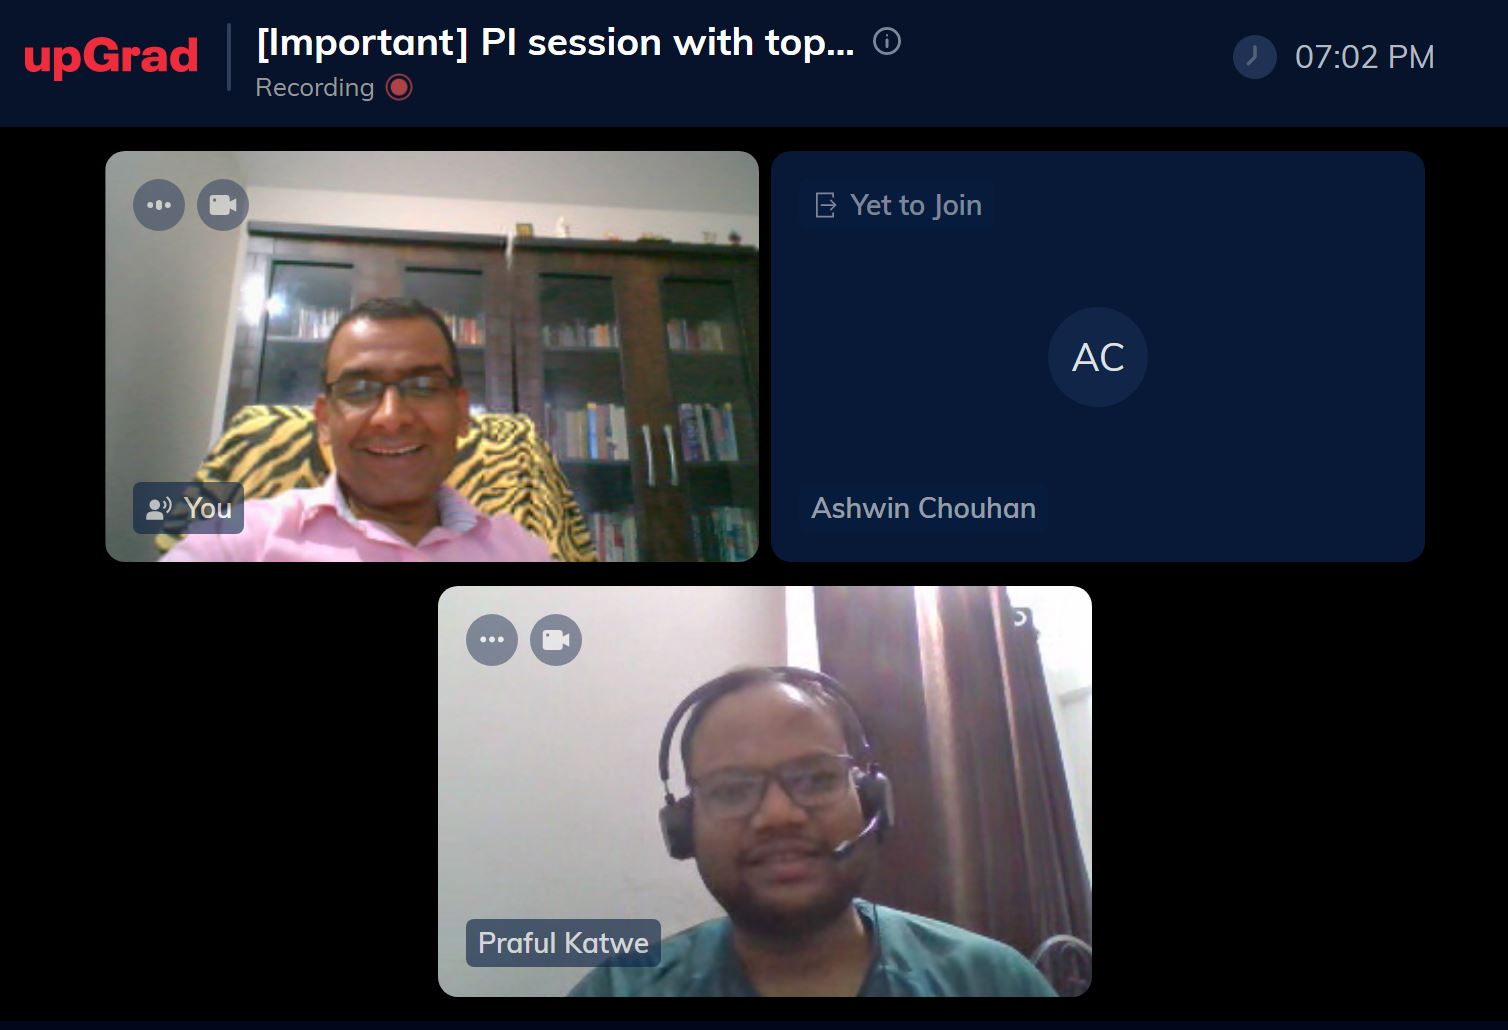 upGrad
[Important] PI session with top...
Recording
07:02 PM
Yet to Join
AC
You
Ashwin Chouhan
Praful Katwe